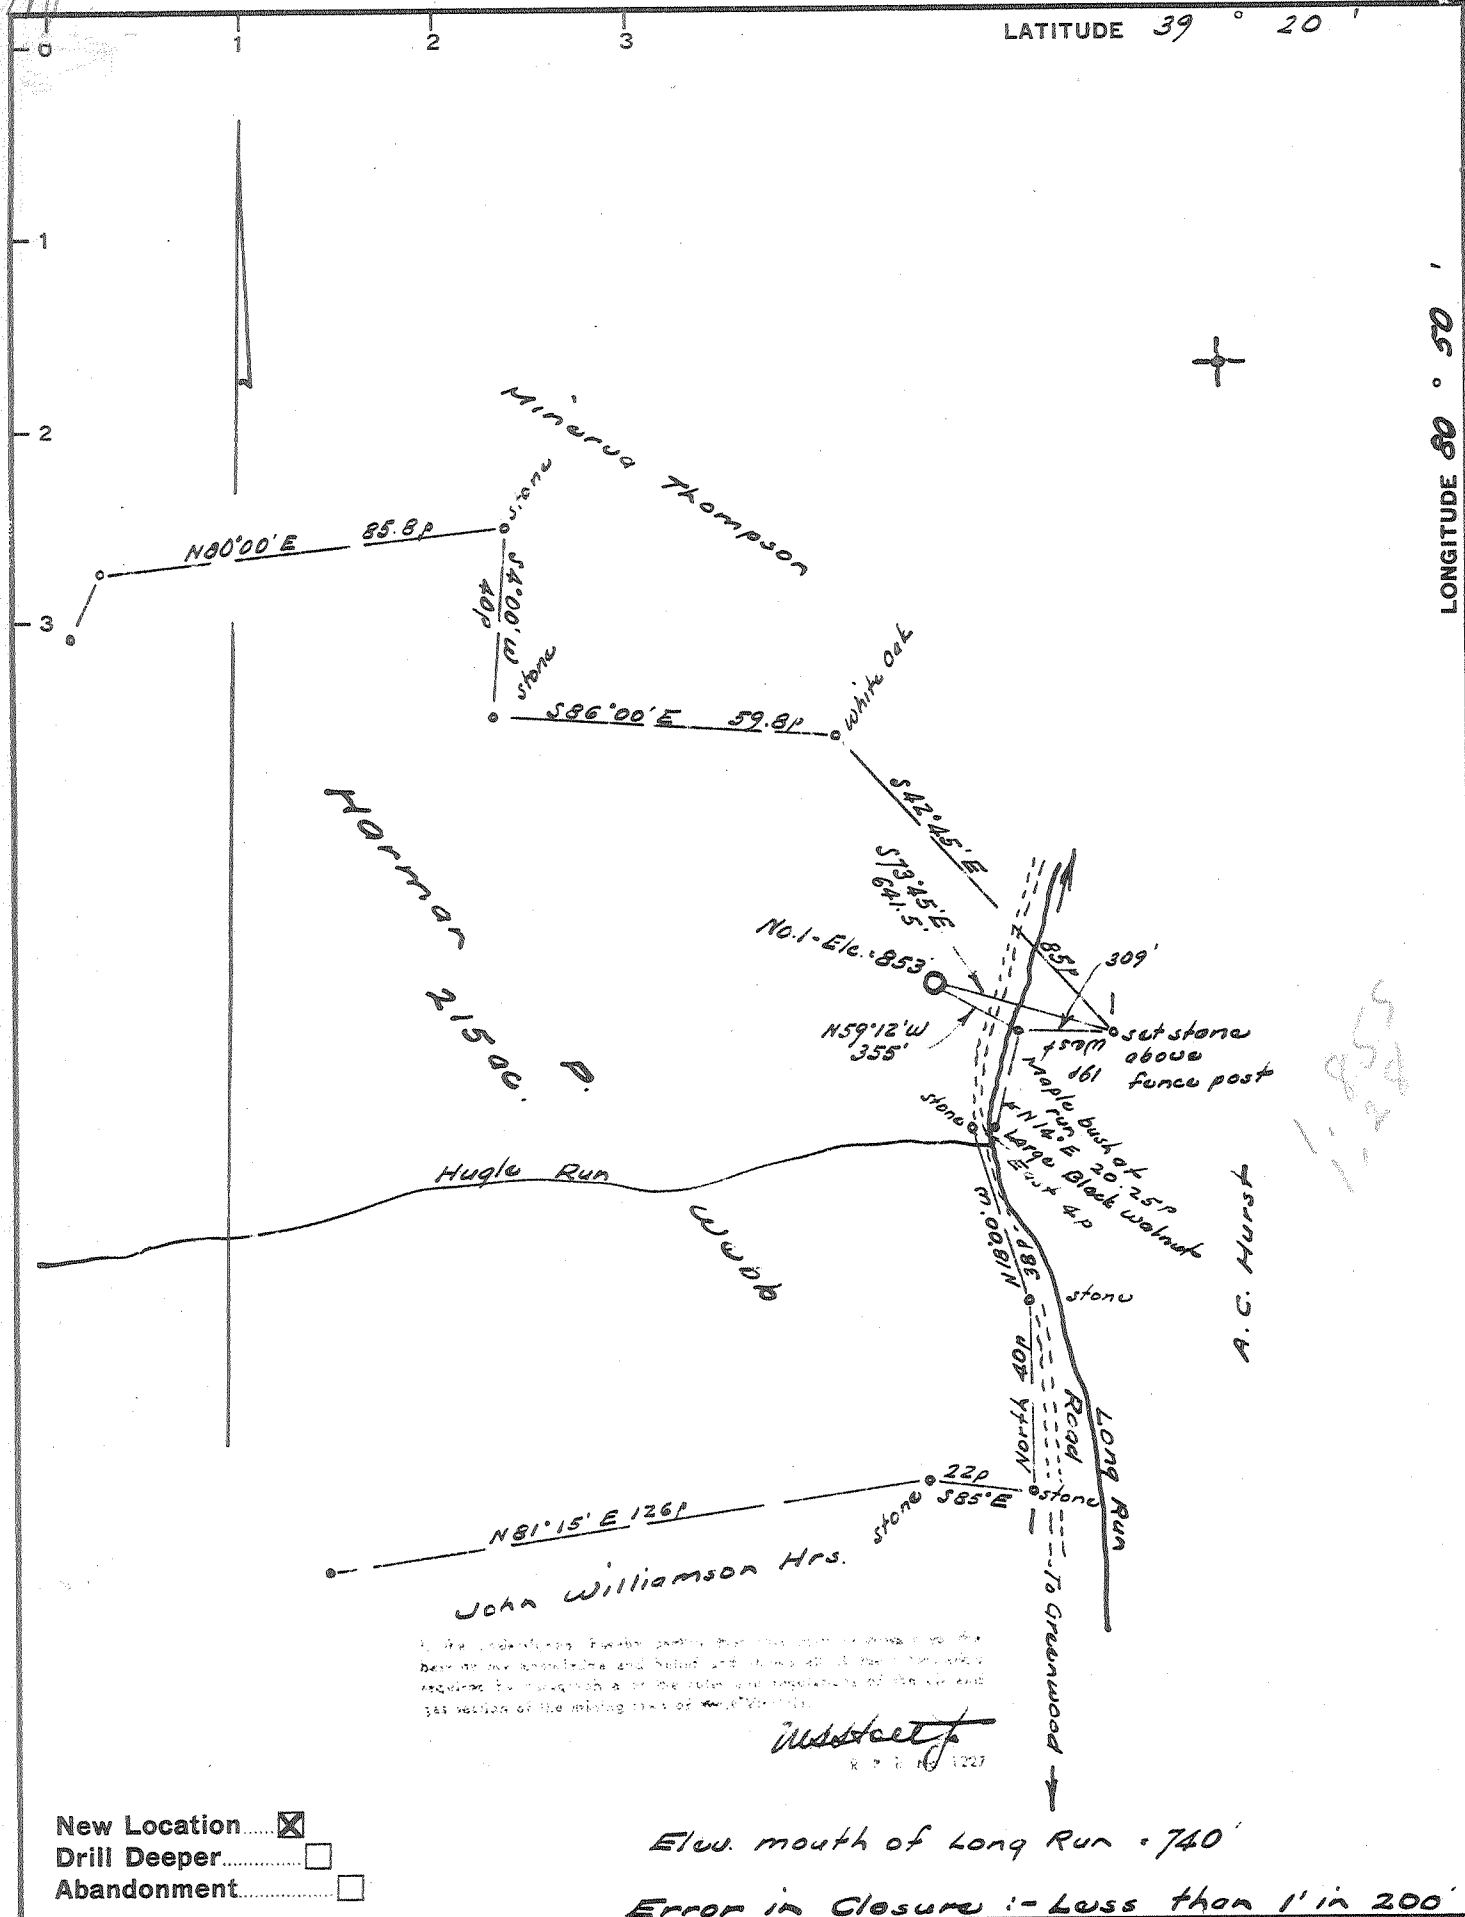 LATITUDE 39 ° 20 '
0
1
2
3
1
2
3
LONGITUDE 80 ° 50 '
Minerva Thompson
N80°00'E 85.8p
stone
S4°00'W
40p
stone
S86°00'E 59.8p
White Oak
S42°45'E
85p
S73°45'E
641.5'
No.1-Ele.=853'
309'
N59°12'W
355'
West
19p
set stone
above
fence post
Maple bush at
run
N14°E 20.25p
Large Black Walnut
East 4p
stone
Harmar P. Webb
215 ac.
Hugle Run
N18°00'W
38p
stone
A.C. Hurst
North 40p
Road
Long Run
22p
S85°E
stone
stone
N81°15'E 126p
John Williamson Hrs.
To Greenwood
New Location
Drill Deeper
Abandonment
Elev. mouth of Long Run = 740'
Error in Closure :- Less than 1' in 200'